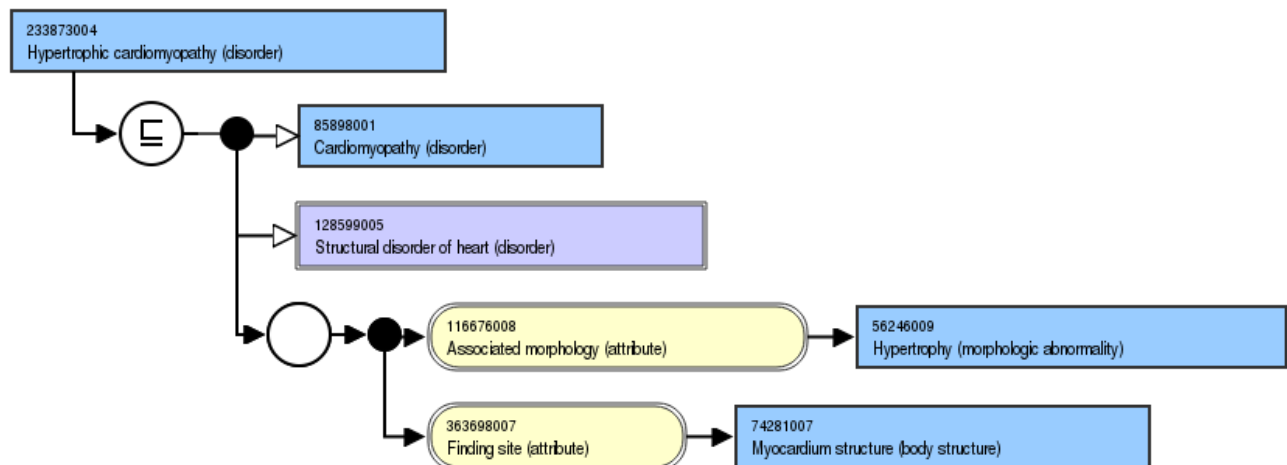 233873004
Hypertrophic cardiomyopathy (disorder)
⊑
85898001
Cardiomyopathy (disorder)
128599005
Structural disorder of heart (disorder)
116676008
Associated morphology (attribute)
56246009
Hypertrophy (morphologic abnormality)
363698007
Finding site (attribute)
74281007
Myocardium structure (body structure)